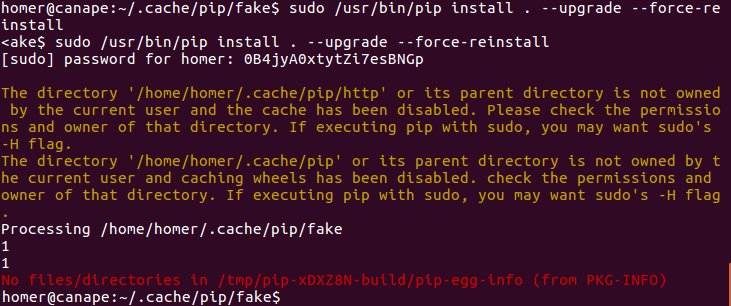 homer@canape:~/.cache/pip/fake$ sudo /usr/bin/pip install . --upgrade --force-re
install
<ake$ sudo /usr/bin/pip install . --upgrade --force-reinstall
[sudo] password for homer: 0B4jyA0xtytZi7esBNGp
The directory '/home/homer/.cache/pip/http' or its parent directory is not owned
 by the current user and the cache has been disabled. Please check the permissio
ns and owner of that directory. If executing pip with sudo, you may want sudo's
-H flag.
The directory '/home/homer/.cache/pip' or its parent directory is not owned by t
he current user and caching wheels has been disabled. check the permissions and
owner of that directory. If executing pip with sudo, you may want sudo's -H flag
.
Processing /home/homer/.cache/pip/fake
1
1
No files/directories in /tmp/pip-xDXZ8N-build/pip-egg-info (from PKG-INFO)
homer@canape:~/.cache/pip/fake$